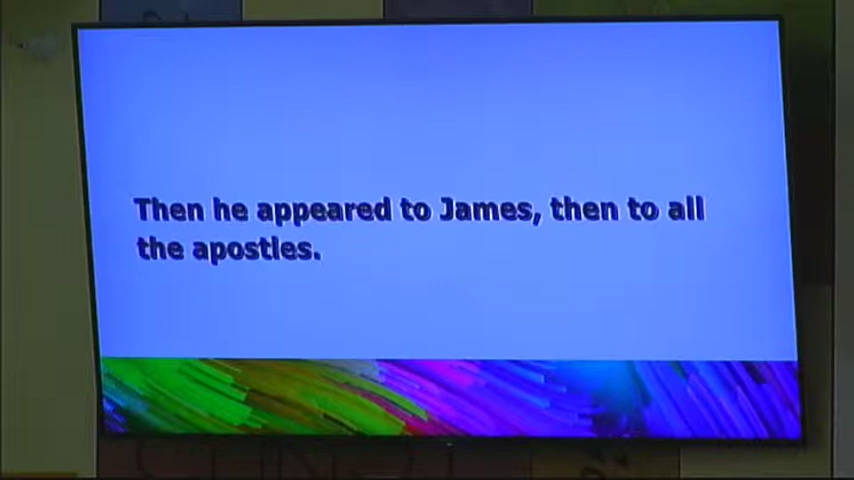 Then he appeared to James, then to all
the apostles.